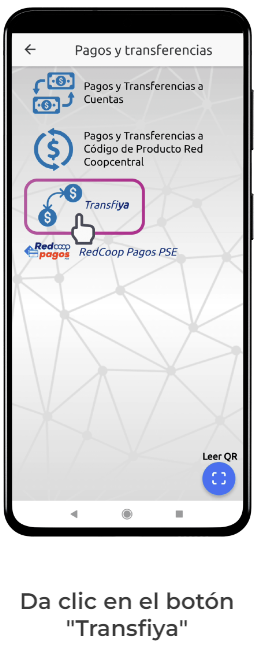 Pagos y transferencias
Pagos y Transferencias a
Cuentas
Pagos y Transferencias a
Código de Producto Red
Coopcentral
Transfiya
Redcoop
pagos
RedCoop Pagos PSE
Leer QR
Da clic en el botón
"Transfiya"